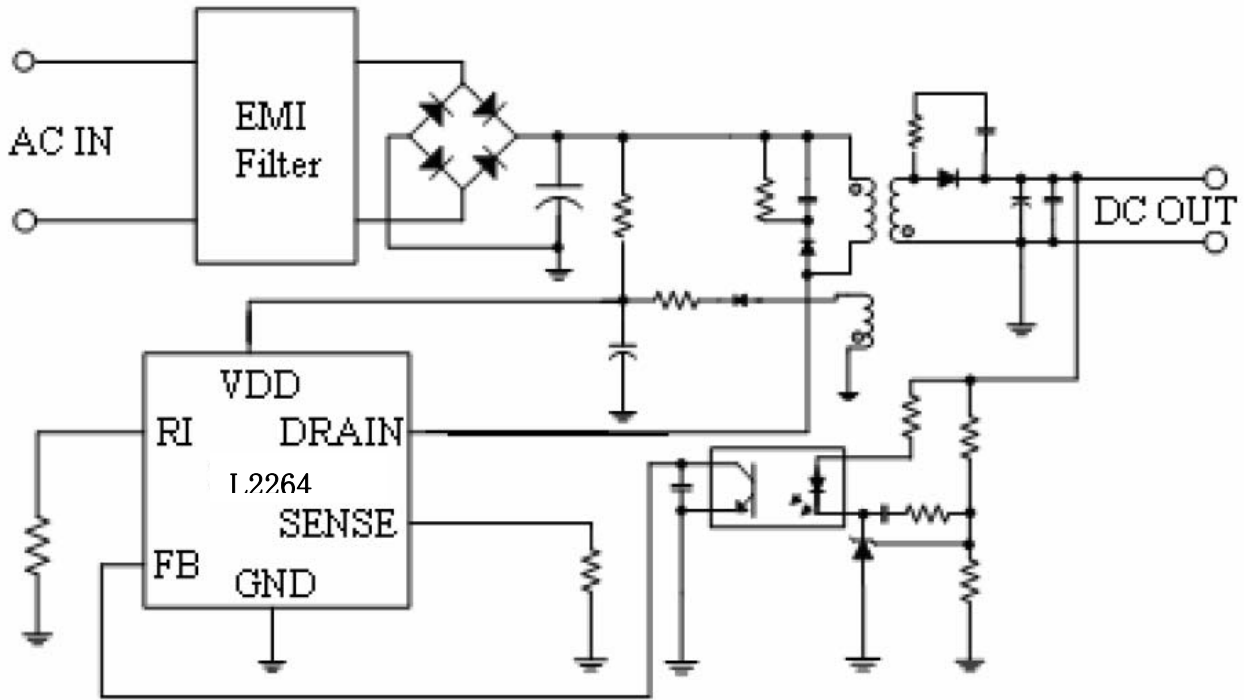 AC IN
EMI
Filter
DC OUT
VDD
RI
DRAIN
L2264
SENSE
FB
GND